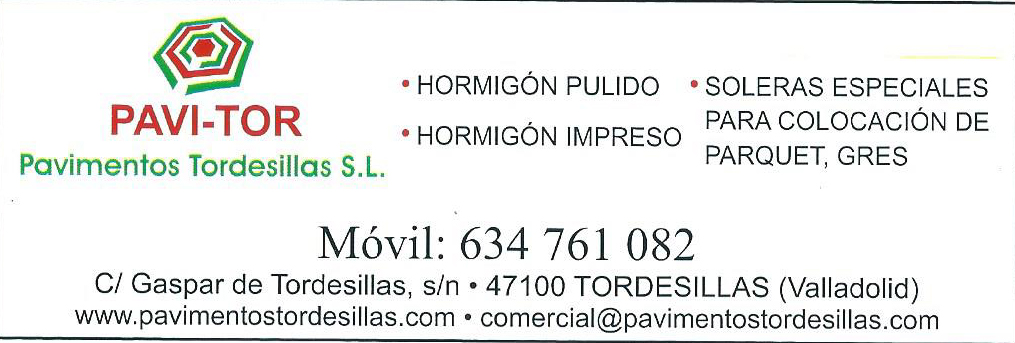 PAVI-TOR
Pavimentos Tordesillas S.L.
• HORMIGÓN PULIDO
• HORMIGÓN IMPRESO
• SOLERAS ESPECIALES
PARA COLOCACIÓN DE
PARQUET, GRES
Móvil: 634 761 082
C/ Gaspar de Tordesillas, s/n • 47100 TORDESILLAS (Valladolid)
www.pavimentostordesillas.com • comercial@pavimentostordesillas.com